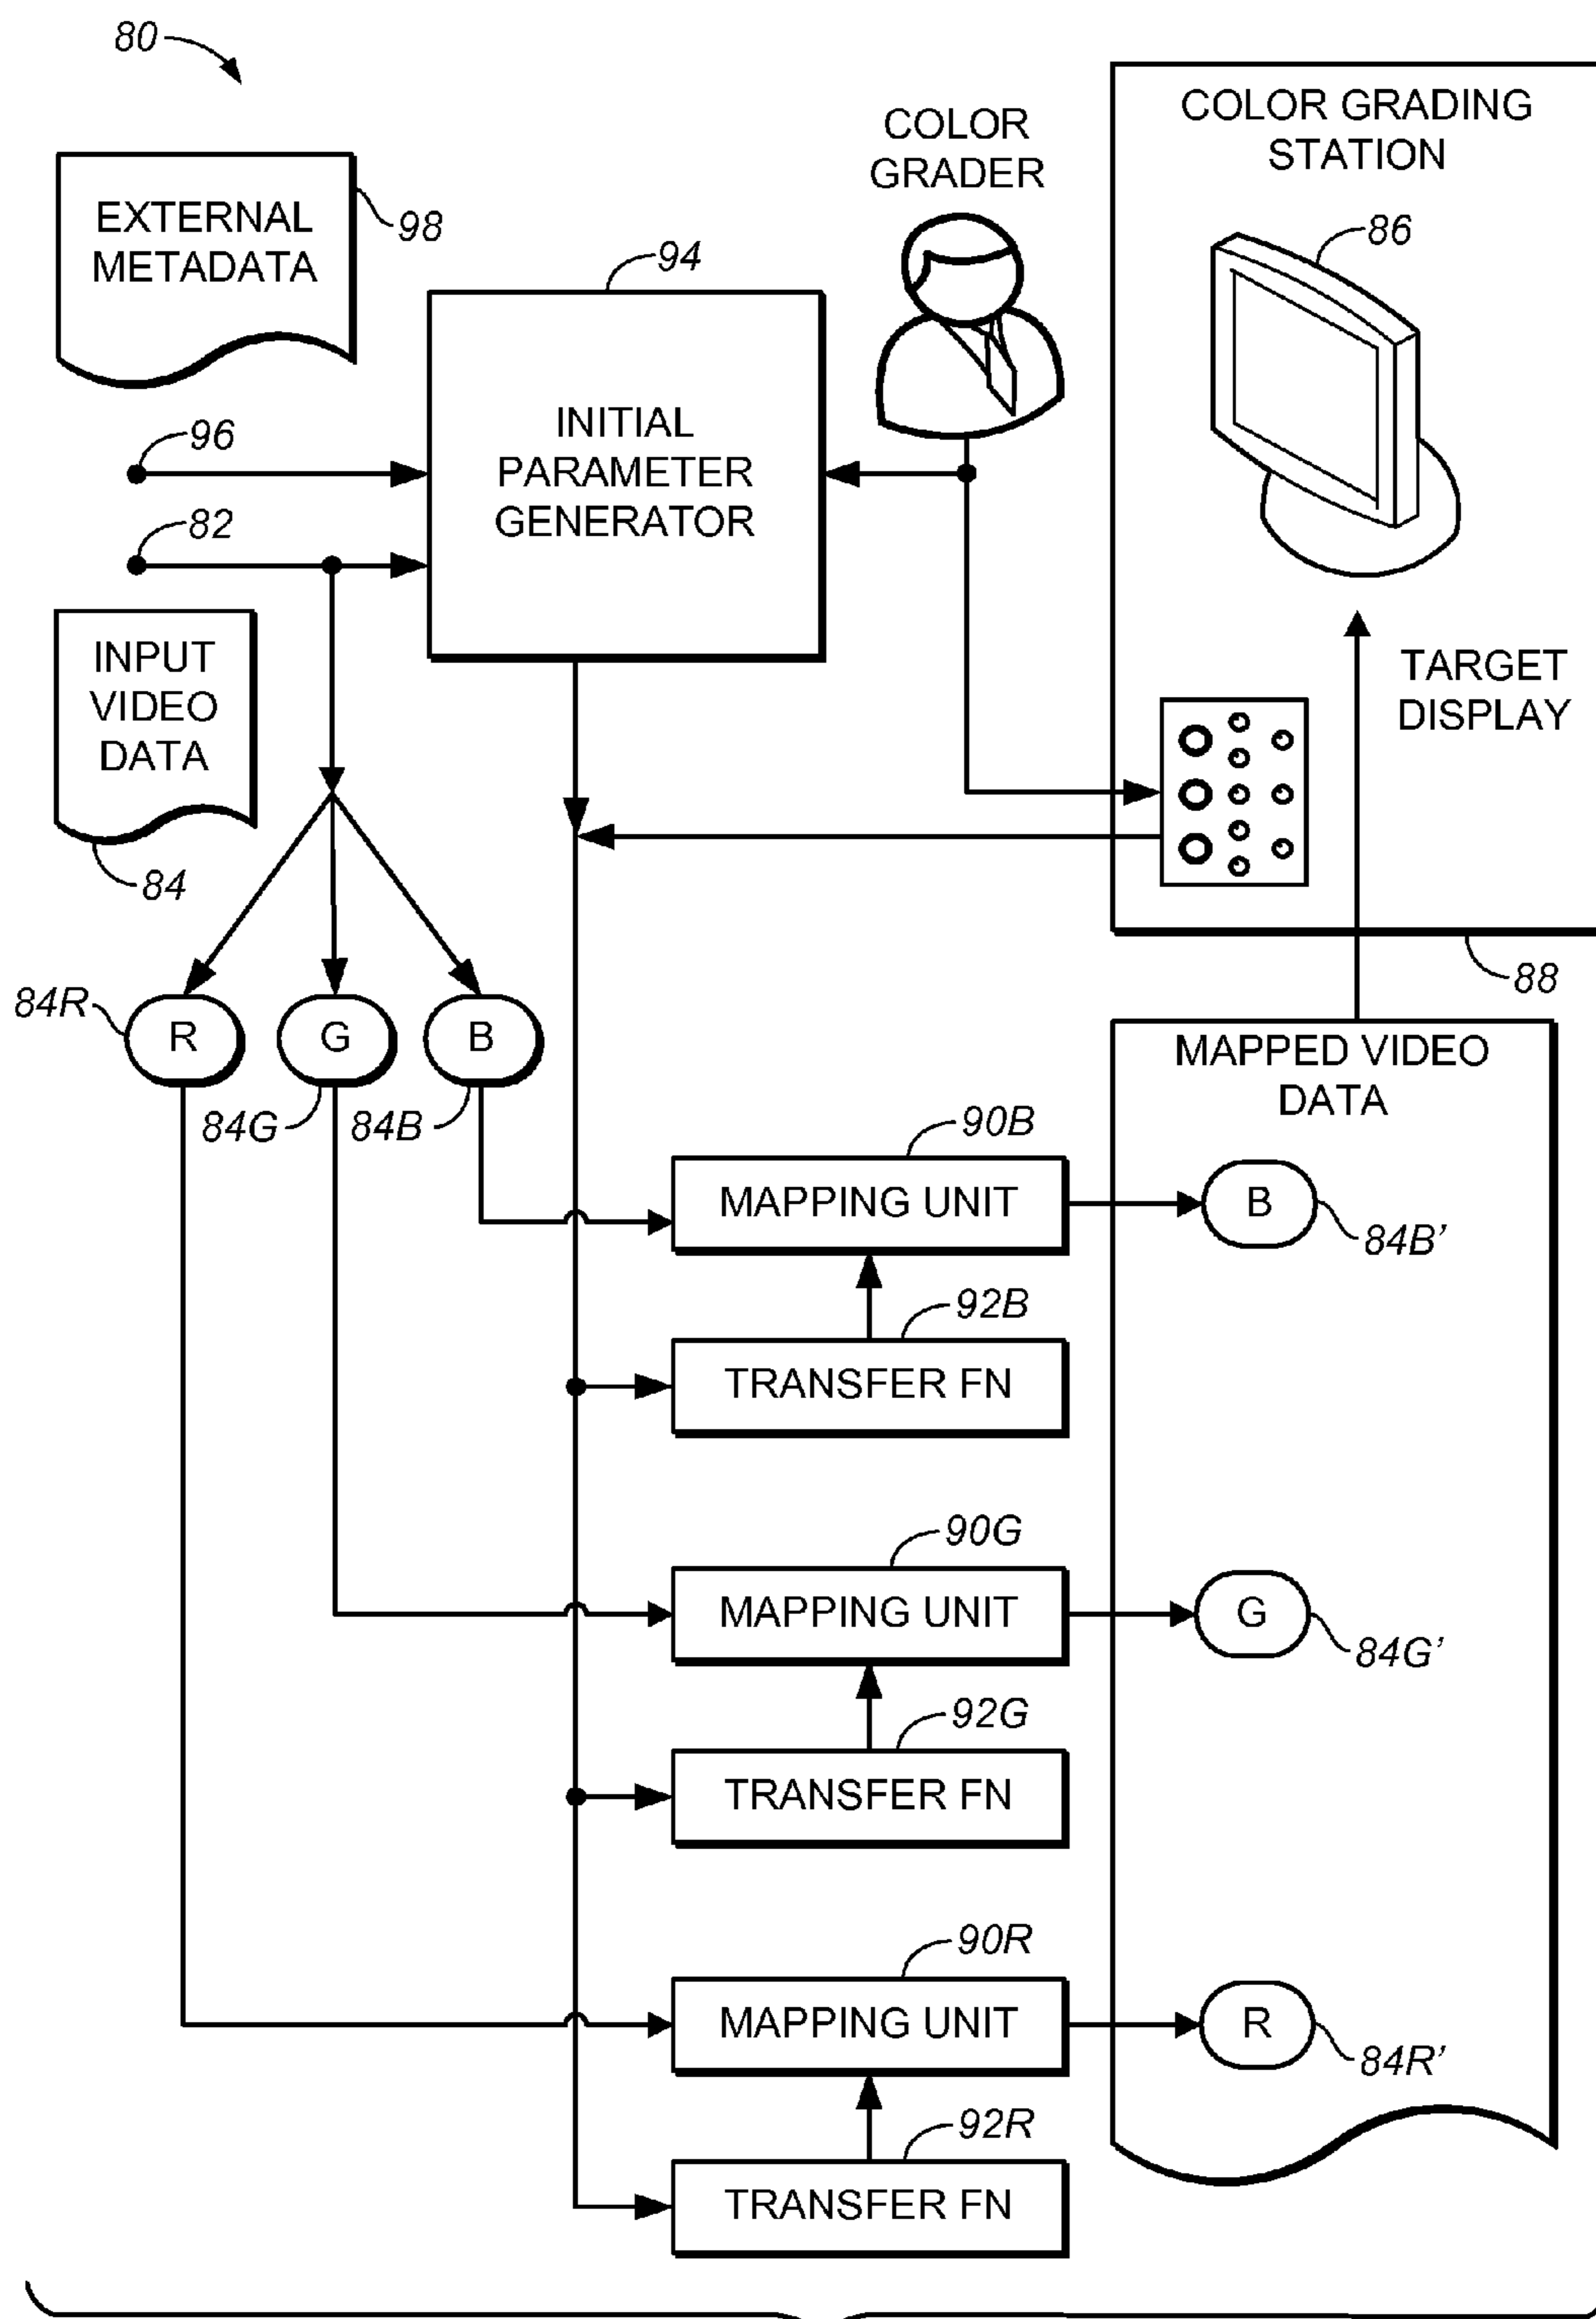 80
EXTERNAL
METADATA
98
94
COLOR
GRADER
COLOR GRADING
STATION
86
96
82
INITIAL
PARAMETER
GENERATOR
INPUT
VIDEO
DATA
84
TARGET
DISPLAY
88
84R
R
G
B
84G
84B
MAPPED VIDEO
DATA
90B
MAPPING UNIT
B
84B’
92B
TRANSFER FN
90G
MAPPING UNIT
G
84G’
92G
TRANSFER FN
90R
MAPPING UNIT
R
84R’
92R
TRANSFER FN